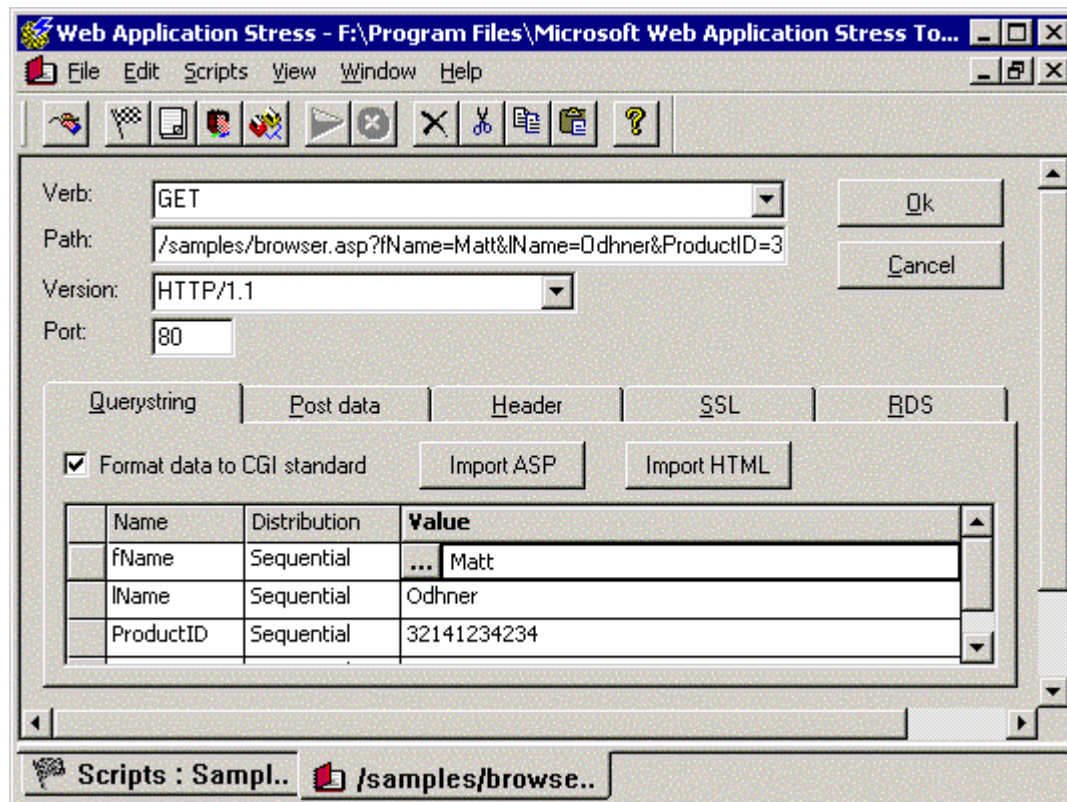 Web Application Stress - F:\Program Files\Microsoft Web Application Stress To...
File Edit Scripts View Window Help
Verb: GET Ok
Path: /samples/browser.asp?fName=Matt&lName=Odhner&ProductID=3
Cancel
Version: HTTP/1.1
Port: 80
Querystring Post data Header SSL RDS
Format data to CGI standard Import ASP Import HTML
Name Distribution Value
fName Sequential ... Matt
lName Sequential Odhner
ProductID Sequential 32141234234
Scripts : Sampl.. /samples/browse..